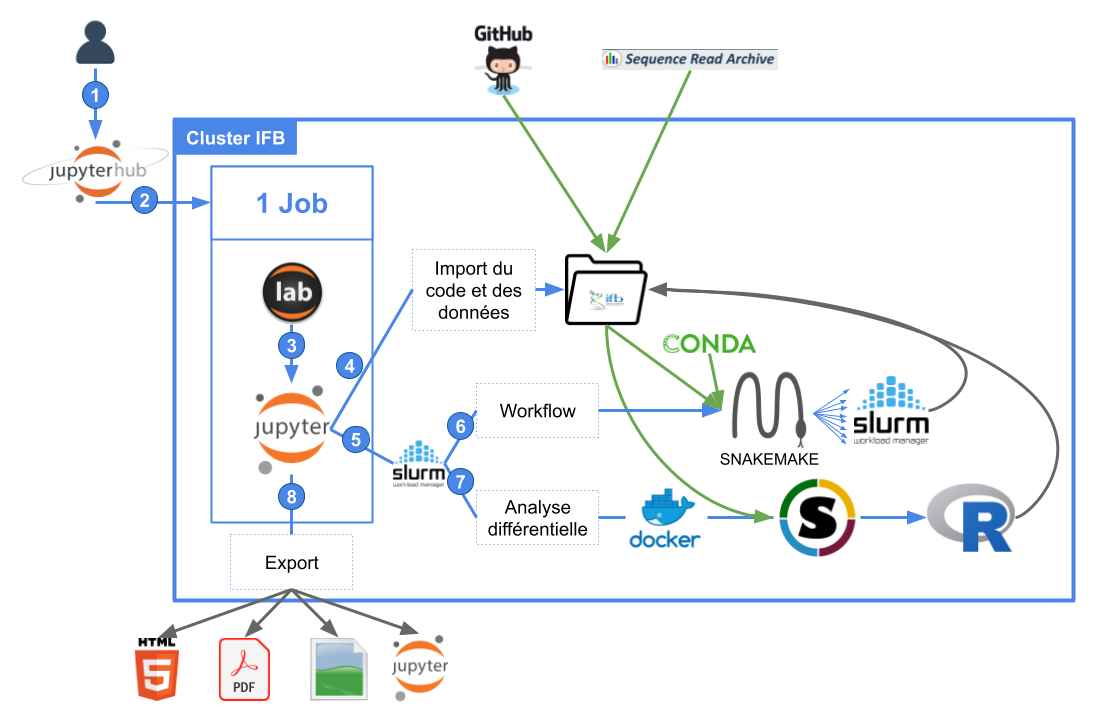 GitHub
Sequence Read Archive
1
Cluster IFB
jupyterhub
2
1 Job
lab
Import du
code et des
données
ifb
3
CONDA
4
jupyter
5
6
Workflow
slurm
workload manager
SNAKEMAKE
slurm
workload manager
7
8
Analyse
différentielle
docker
S
R
Export
HTML
5
PDF
jupyter